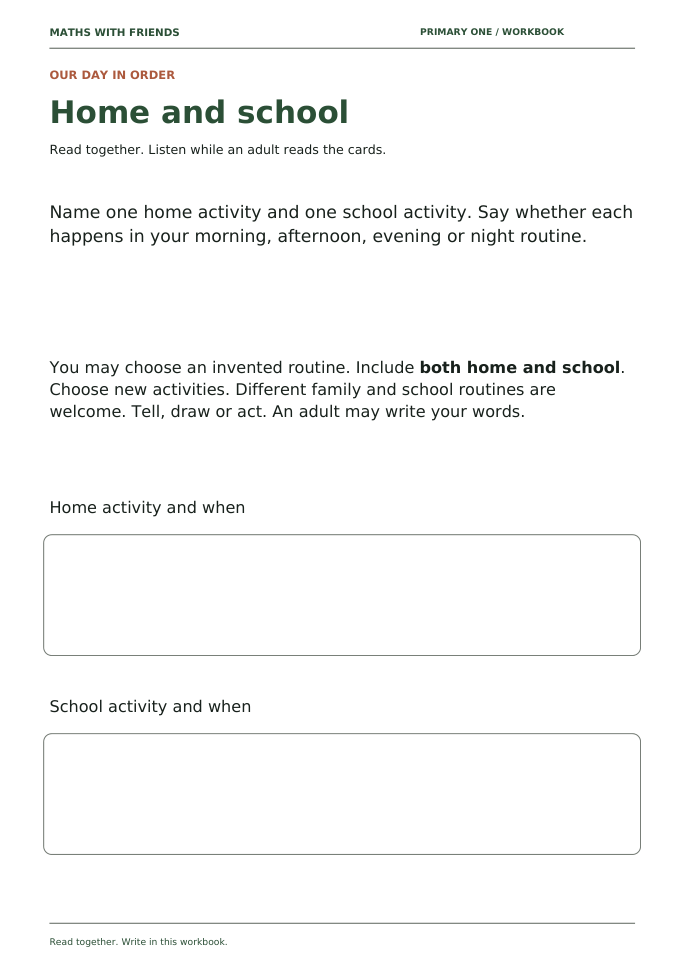 MATHS WITH FRIENDS
PRIMARY ONE / WORKBOOK
OUR DAY IN ORDER
Home and school
Read together. Listen while an adult reads the cards.
Name one home activity and one school activity. Say whether each
happens in your morning, afternoon, evening or night routine.
You may choose an invented routine. Include both home and school.
Choose new activities. Different family and school routines are
welcome. Tell, draw or act. An adult may write your words.
Home activity and when
School activity and when
Read together. Write in this workbook.